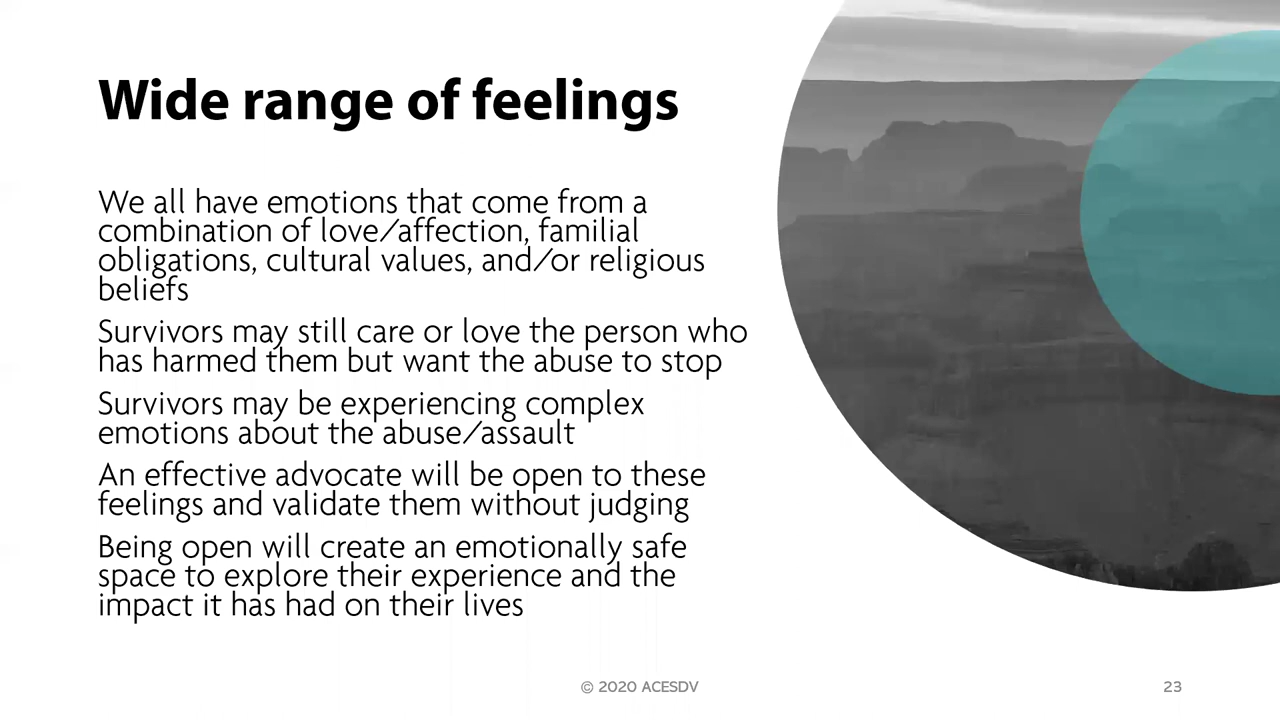 Wide range of feelings
We all have emotions that come from a
combination of love/affection, familial
obligations, cultural values, and/or religious
beliefs
Survivors may still care or love the person who
has harmed them but want the abuse to stop
Survivors may be experiencing complex
emotions about the abuse/assault
An effective advocate will be open to these
feelings and validate them without judging
Being open will create an emotionally safe
space to explore their experience and the
impact it has had on their lives
© 2020 ACESDV
23